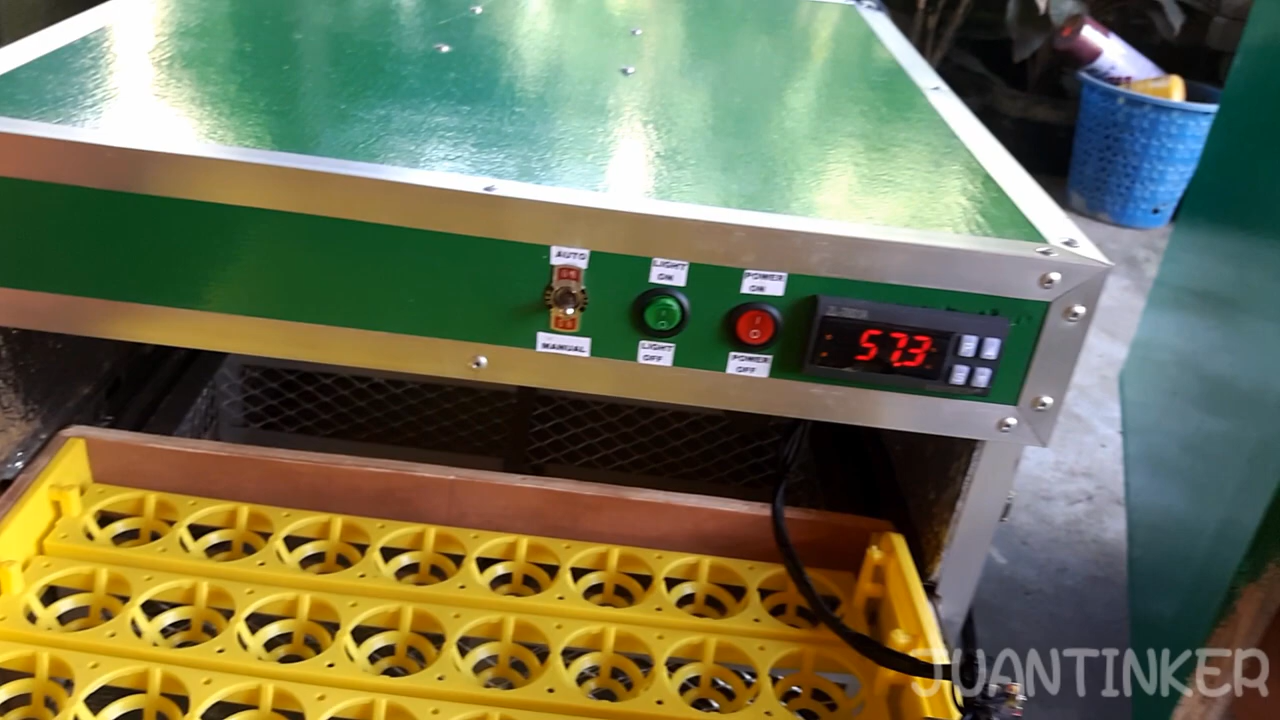 AUTO
MANUAL
LIGHT
ON
LIGHT
OFF
POWER
ON
POWER
OFF
57.3
JUANTINKER